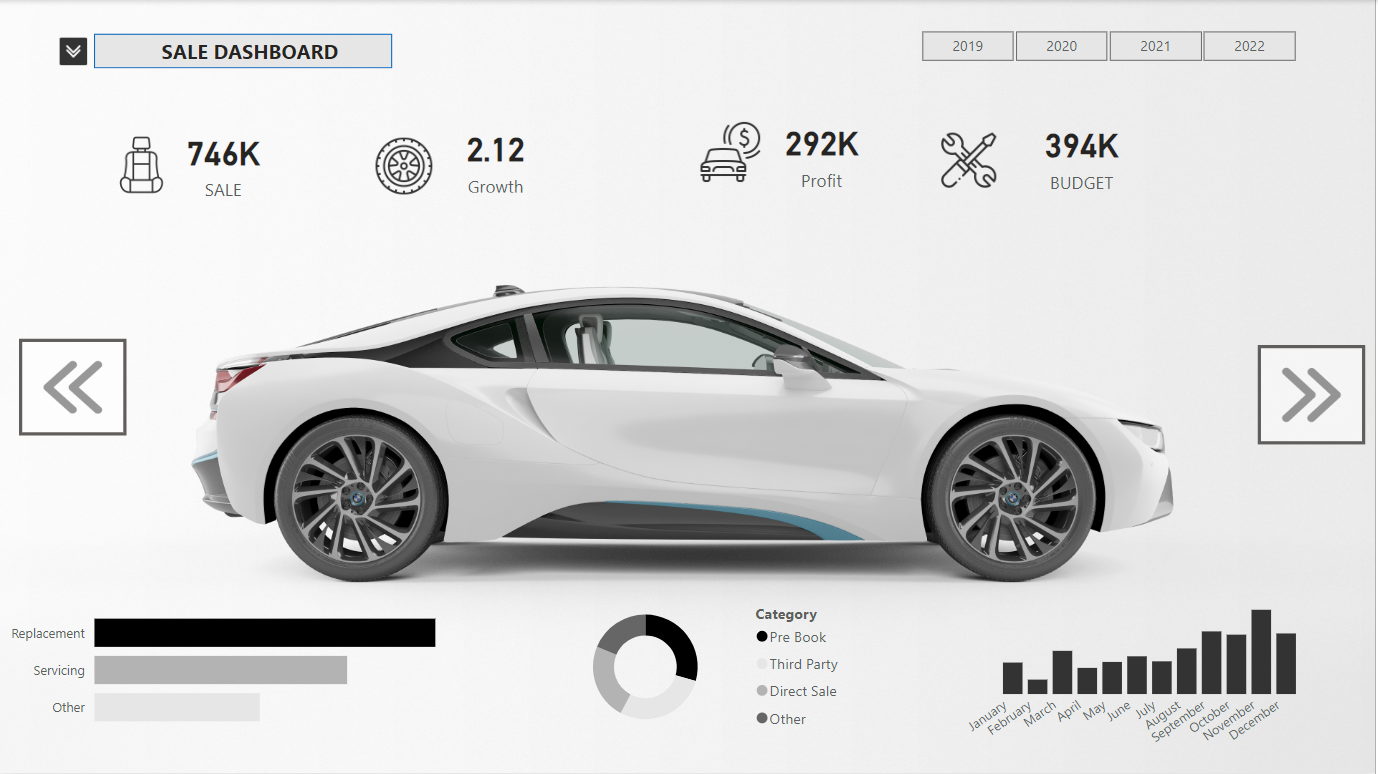 SALE DASHBOARD
2019 2020 2021 2022
746K
SALE
2.12
Growth
$
292K
Profit
394K
BUDGET
Replacement
Servicing
Other
Category
Pre Book
Third Party
Direct Sale
Other
January
February
March
April
May
June
July
August
September
October
November
December